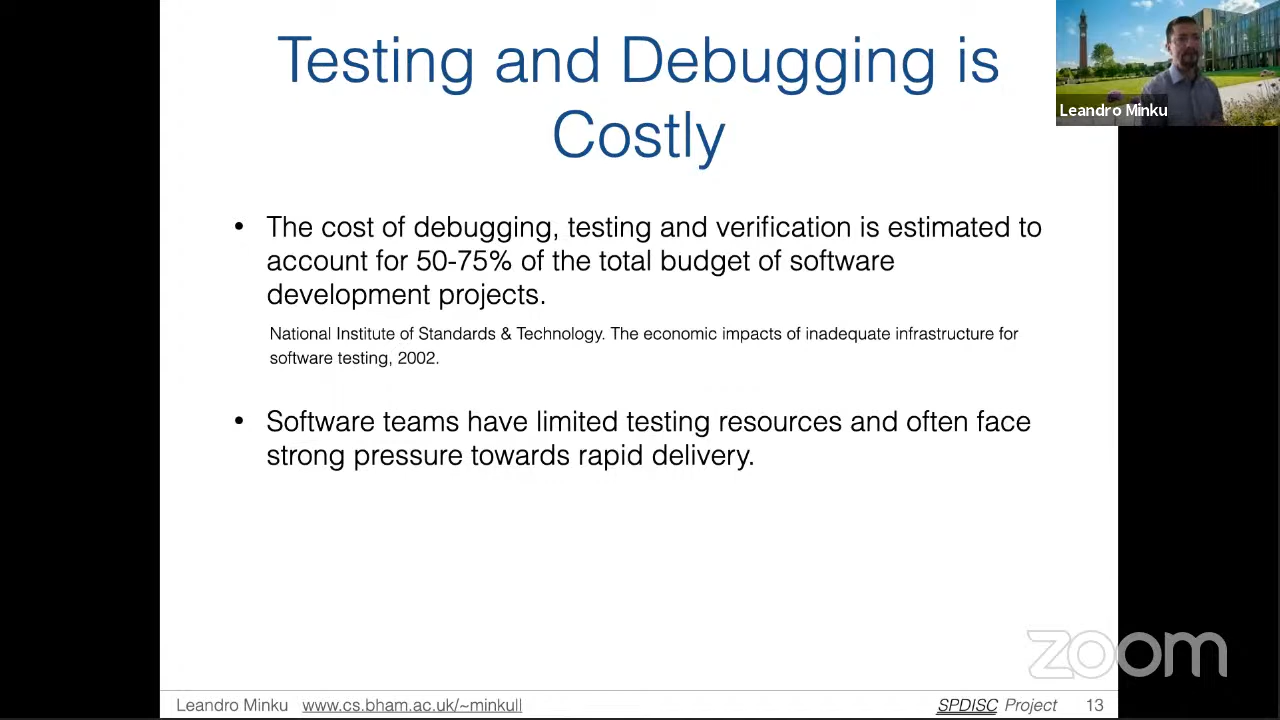 Testing and Debugging is
Costly
Leandro Minku
• The cost of debugging, testing and verification is estimated to
account for 50-75% of the total budget of software
development projects.
National Institute of Standards & Technology. The economic impacts of inadequate infrastructure for
software testing, 2002.
• Software teams have limited testing resources and often face
strong pressure towards rapid delivery.
zoom
Leandro Minku www.cs.bham.ac.uk/~minkull SPDISC Project 13